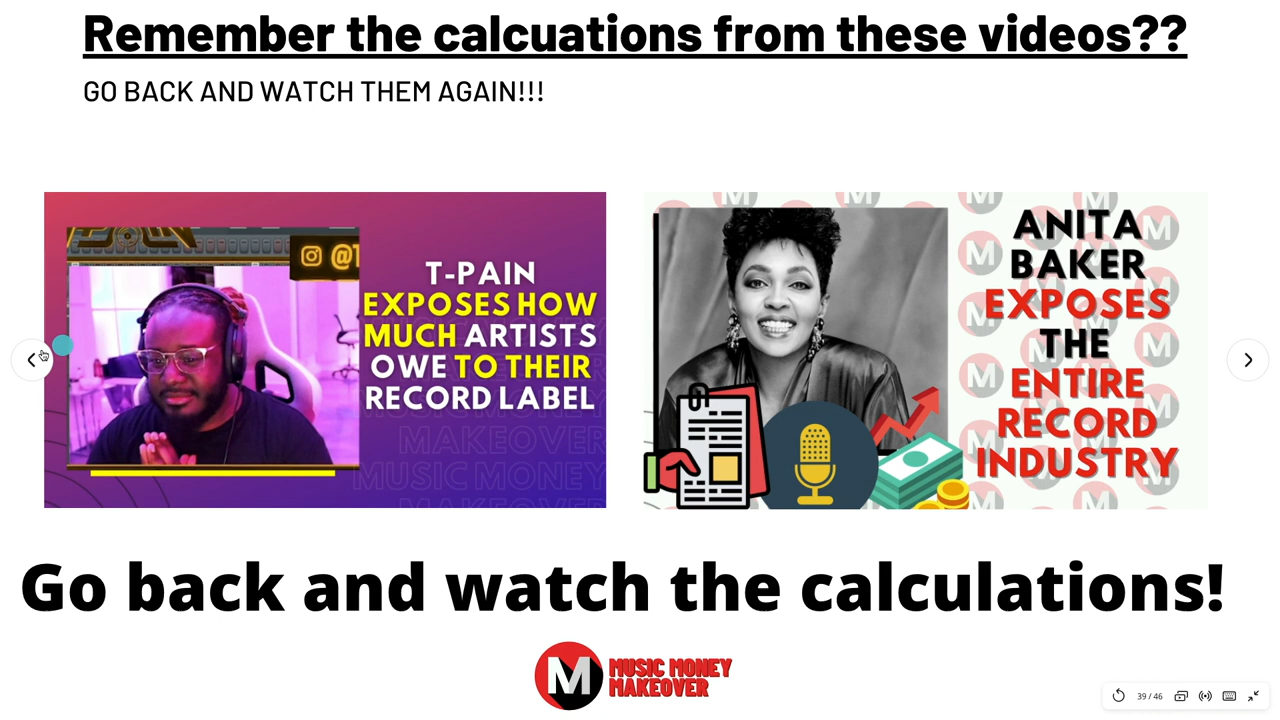 Remember the calcuations from these videos??
GO BACK AND WATCH THEM AGAIN!!!
@
T-PAIN
EXPOSES HOW
MUCH ARTISTS
OWE TO THEIR
RECORD LABEL
MAKEOVER
MUSIC MONEY
MAKEOVER
ANITA
BAKER
EXPOSES
THE
ENTIRE
RECORD
INDUSTRY
Go back and watch the calculations!
M MUSIC MONEY
MAKEOVER
39 / 46